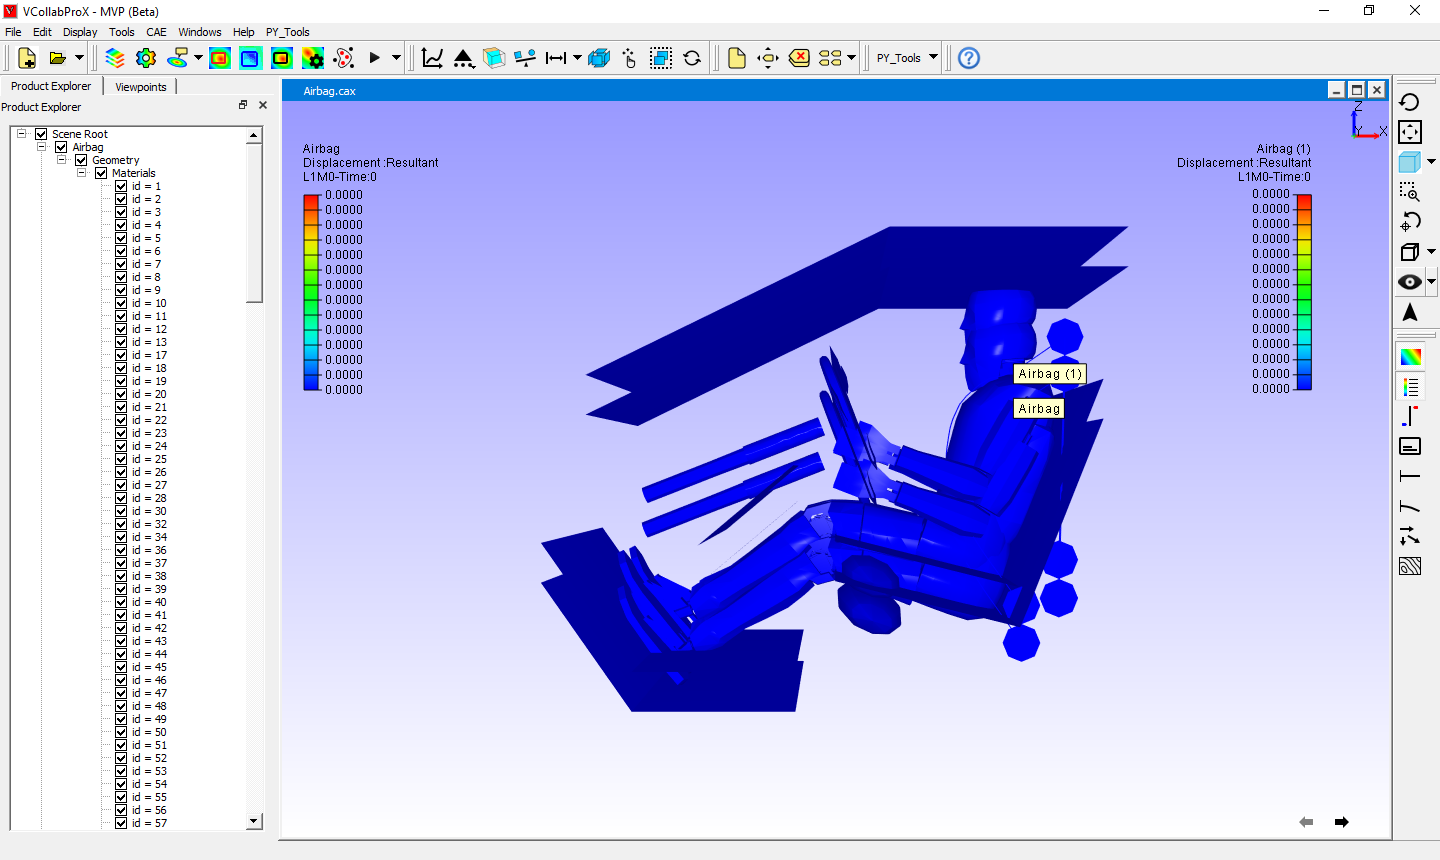 VCollabProX - MVP (Beta)
File Edit Display Tools CAE Windows Help PY_Tools
PY_Tools
Product Explorer Viewpoints
Product Explorer
Scene Root
Airbag
Geometry
Materials
id = 1
id = 2
id = 3
id = 4
id = 5
id = 6
id = 7
id = 8
id = 9
id = 10
id = 11
id = 12
id = 13
id = 17
id = 18
id = 19
id = 20
id = 21
id = 22
id = 23
id = 24
id = 25
id = 26
id = 27
id = 28
id = 30
id = 32
id = 34
id = 36
id = 37
id = 38
id = 39
id = 40
id = 41
id = 42
id = 43
id = 44
id = 45
id = 46
id = 47
id = 48
id = 49
id = 50
id = 51
id = 52
id = 53
id = 54
id = 55
id = 56
id = 57
Airbag.cax
Airbag
Displacement :Resultant
L1M0-Time:0
0.0000
0.0000
0.0000
0.0000
0.0000
0.0000
0.0000
0.0000
0.0000
0.0000
0.0000
0.0000
0.0000
0.0000
Airbag (1)
Displacement :Resultant
L1M0-Time:0
0.0000
0.0000
0.0000
0.0000
0.0000
0.0000
0.0000
0.0000
0.0000
0.0000
0.0000
0.0000
0.0000
0.0000
Z
Y X
Airbag (1)
Airbag